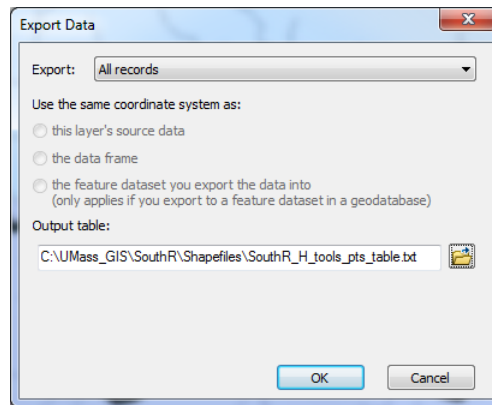 Export Data
Export: All records
Use the same coordinate system as:
this layer's source data
the data frame
the feature dataset you export the data into
(only applies if you export to a feature dataset in a geodatabase)
Output table:
C:\UMass_GIS\SouthR\Shapefiles\SouthR_H_tools_pts_table.txt
OK Cancel